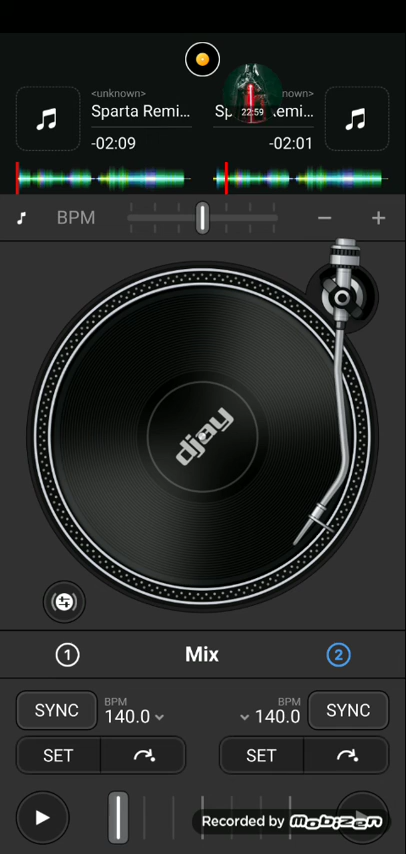 <unknown>
Sparta Remi...
-02:09
22:59
nown>
Sp
emi...
-02:01
BPM
djay
1
Mix
2
SYNC
BPM
140.0
BPM
140.0
SYNC
SET
SET
Recorded by Mobizen